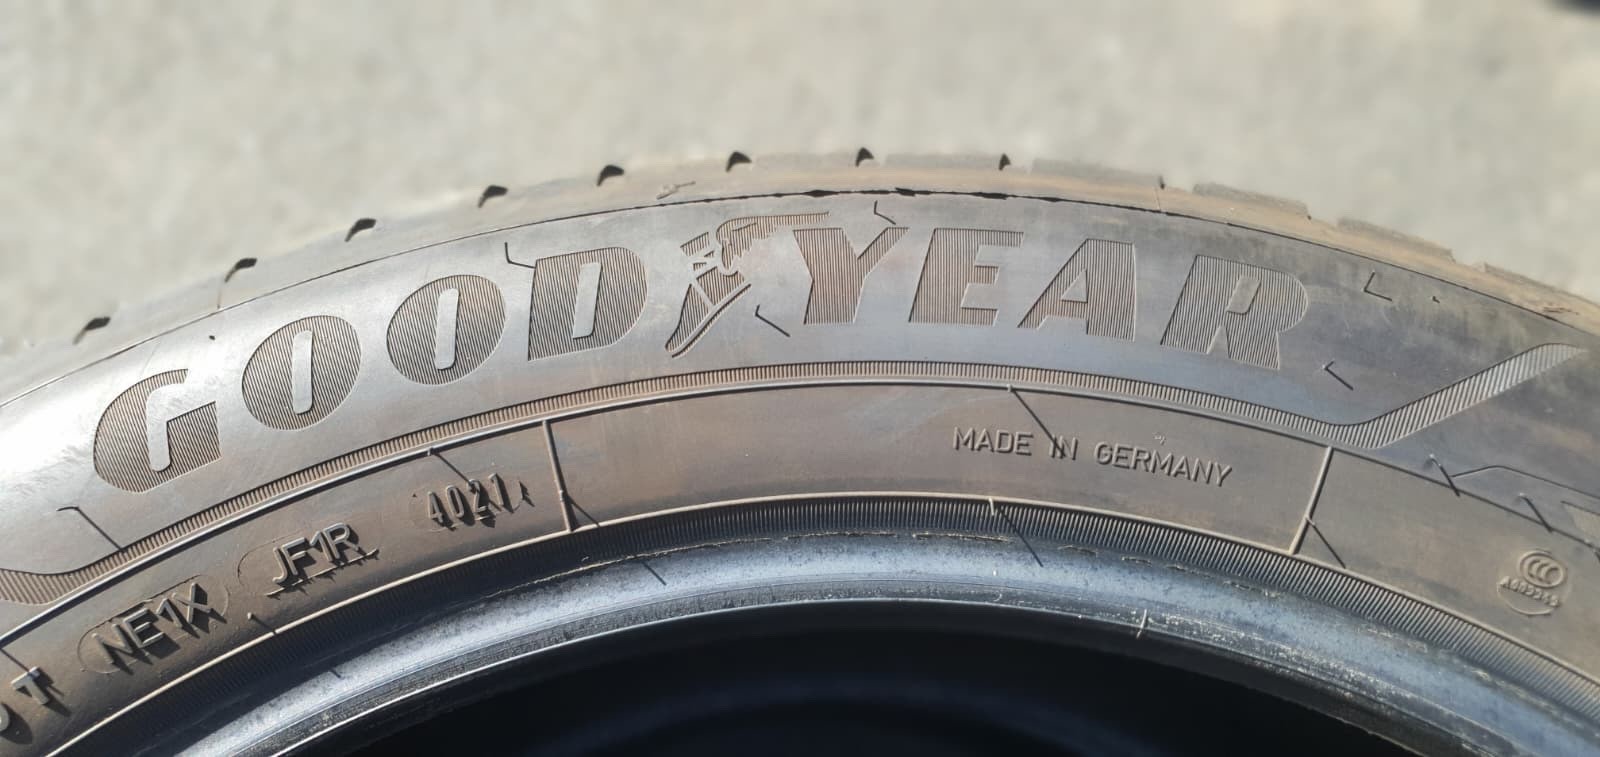 GOODYEAR
MADE IN GERMANY
NE1X JF1R 4021